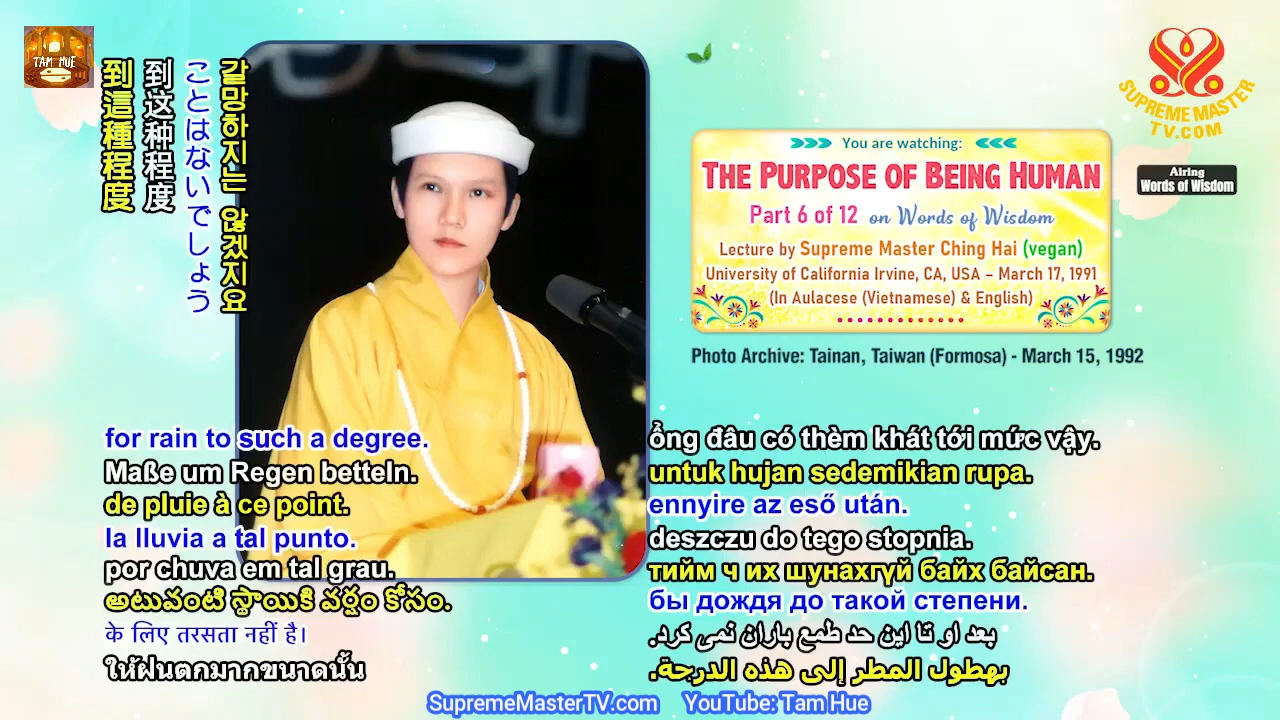 TAM HUE
到這種程度
到这种程度
ことはないでしょう
갈망하지는 않겠지요
SUPREME MASTER
TV.COM
You are watching:
THE PURPOSE OF BEING HUMAN
Part 6 of 12 on Words of Wisdom
Lecture by Supreme Master Ching Hai (vegan)
University of California Irvine, CA, USA – March 17, 1991
(In Aulacese (Vietnamese) & English)
Airing
Words of Wisdom
Photo Archive: Tainan, Taiwan (Formosa) - March 15, 1992
for rain to such a degree.
Maße um Regen betteln.
de pluie à ce point.
la lluvia a tal punto.
por chuva em tal grau.
అటువంటి స్థాయికి వర్షం కోసం.
के लिए तरसता नहीं है।
ให้ฝนตกมากขนาดนั้น
ổng đâu có thèm khát tới mức vậy.
untuk hujan sedemikian rupa.
ennyire az eső után.
deszczu do tego stopnia.
тийм ч их шунахгүй байх байсан.
бы дождя до такой степени.
بعد او تا این حد طمع باران نمی کرد.
بهطول المطر إلى هذه الدرجة.
SupremeMasterTV.com YouTube: Tam Hue